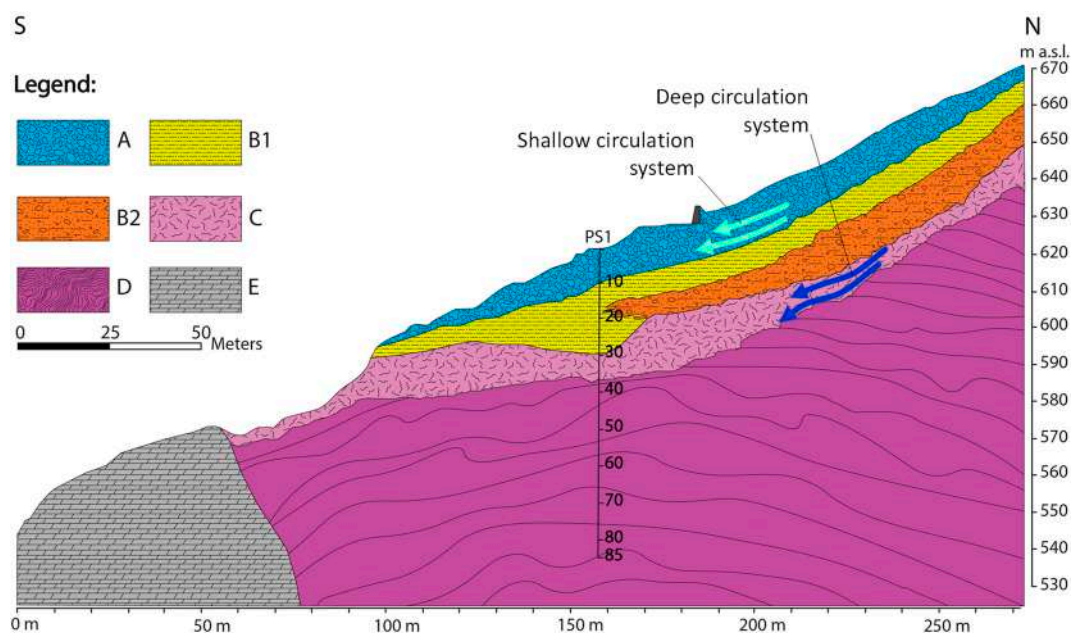 S
N
m a.s.l.
Legend:
A
B1
B2
C
D
E
0
25
50
Meters
Deep circulation
system
Shallow circulation
system
PS1
10
20
30
40
50
60
70
80
85
670
660
650
640
630
620
610
600
590
580
570
560
550
540
530
0 m
50 m
100 m
150 m
200 m
250 m